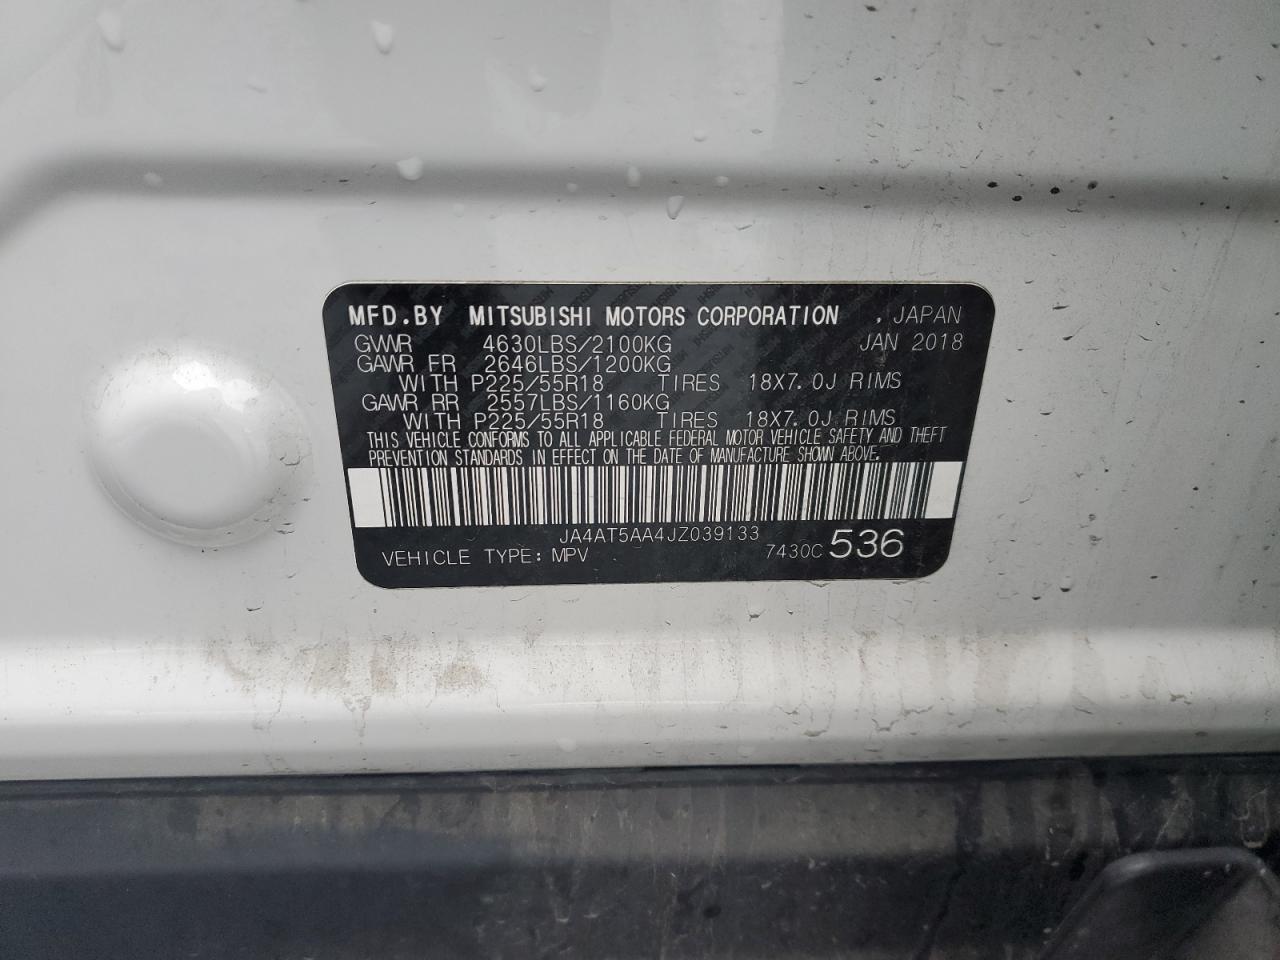 MFD.BY MITSUBISHI MOTORS CORPORATION , JAPAN
GVWR 4630LBS/2100KG JAN 2018
GAWR FR 2646LBS/1200KG
WITH P225/55R18 TIRES 18X7.0J RIMS
GAWR RR 2557LBS/1160KG
WITH P225/55R18 TIRES 18X7.0J RIMS
THIS VEHICLE CONFORMS TO ALL APPLICABLE FEDERAL MOTOR VEHICLE SAFETY AND THEFT
PREVENTION STANDARDS IN EFFECT ON THE DATE OF MANUFACTURE SHOWN ABOVE.
JA4AT5AA4JZ039133
VEHICLE TYPE: MPV 7430C 536